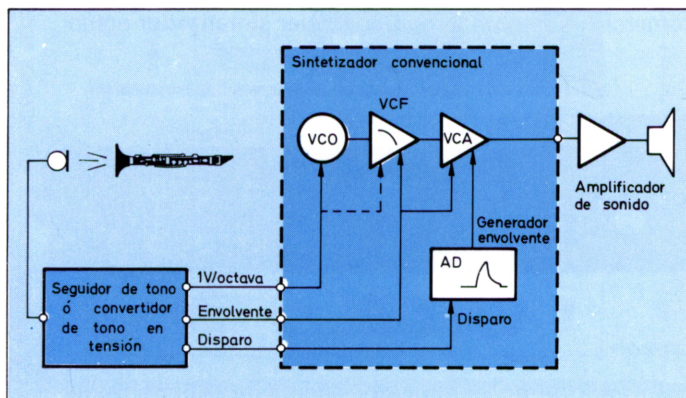 Sintetizador convencional
VCF
VCO
VCA
Amplificador
de sonido
Generador
envolvente
AD
1V/octava
Seguidor de tono
ó convertidor
de tono en
tensión
Envolvente
Disparo
Disparo